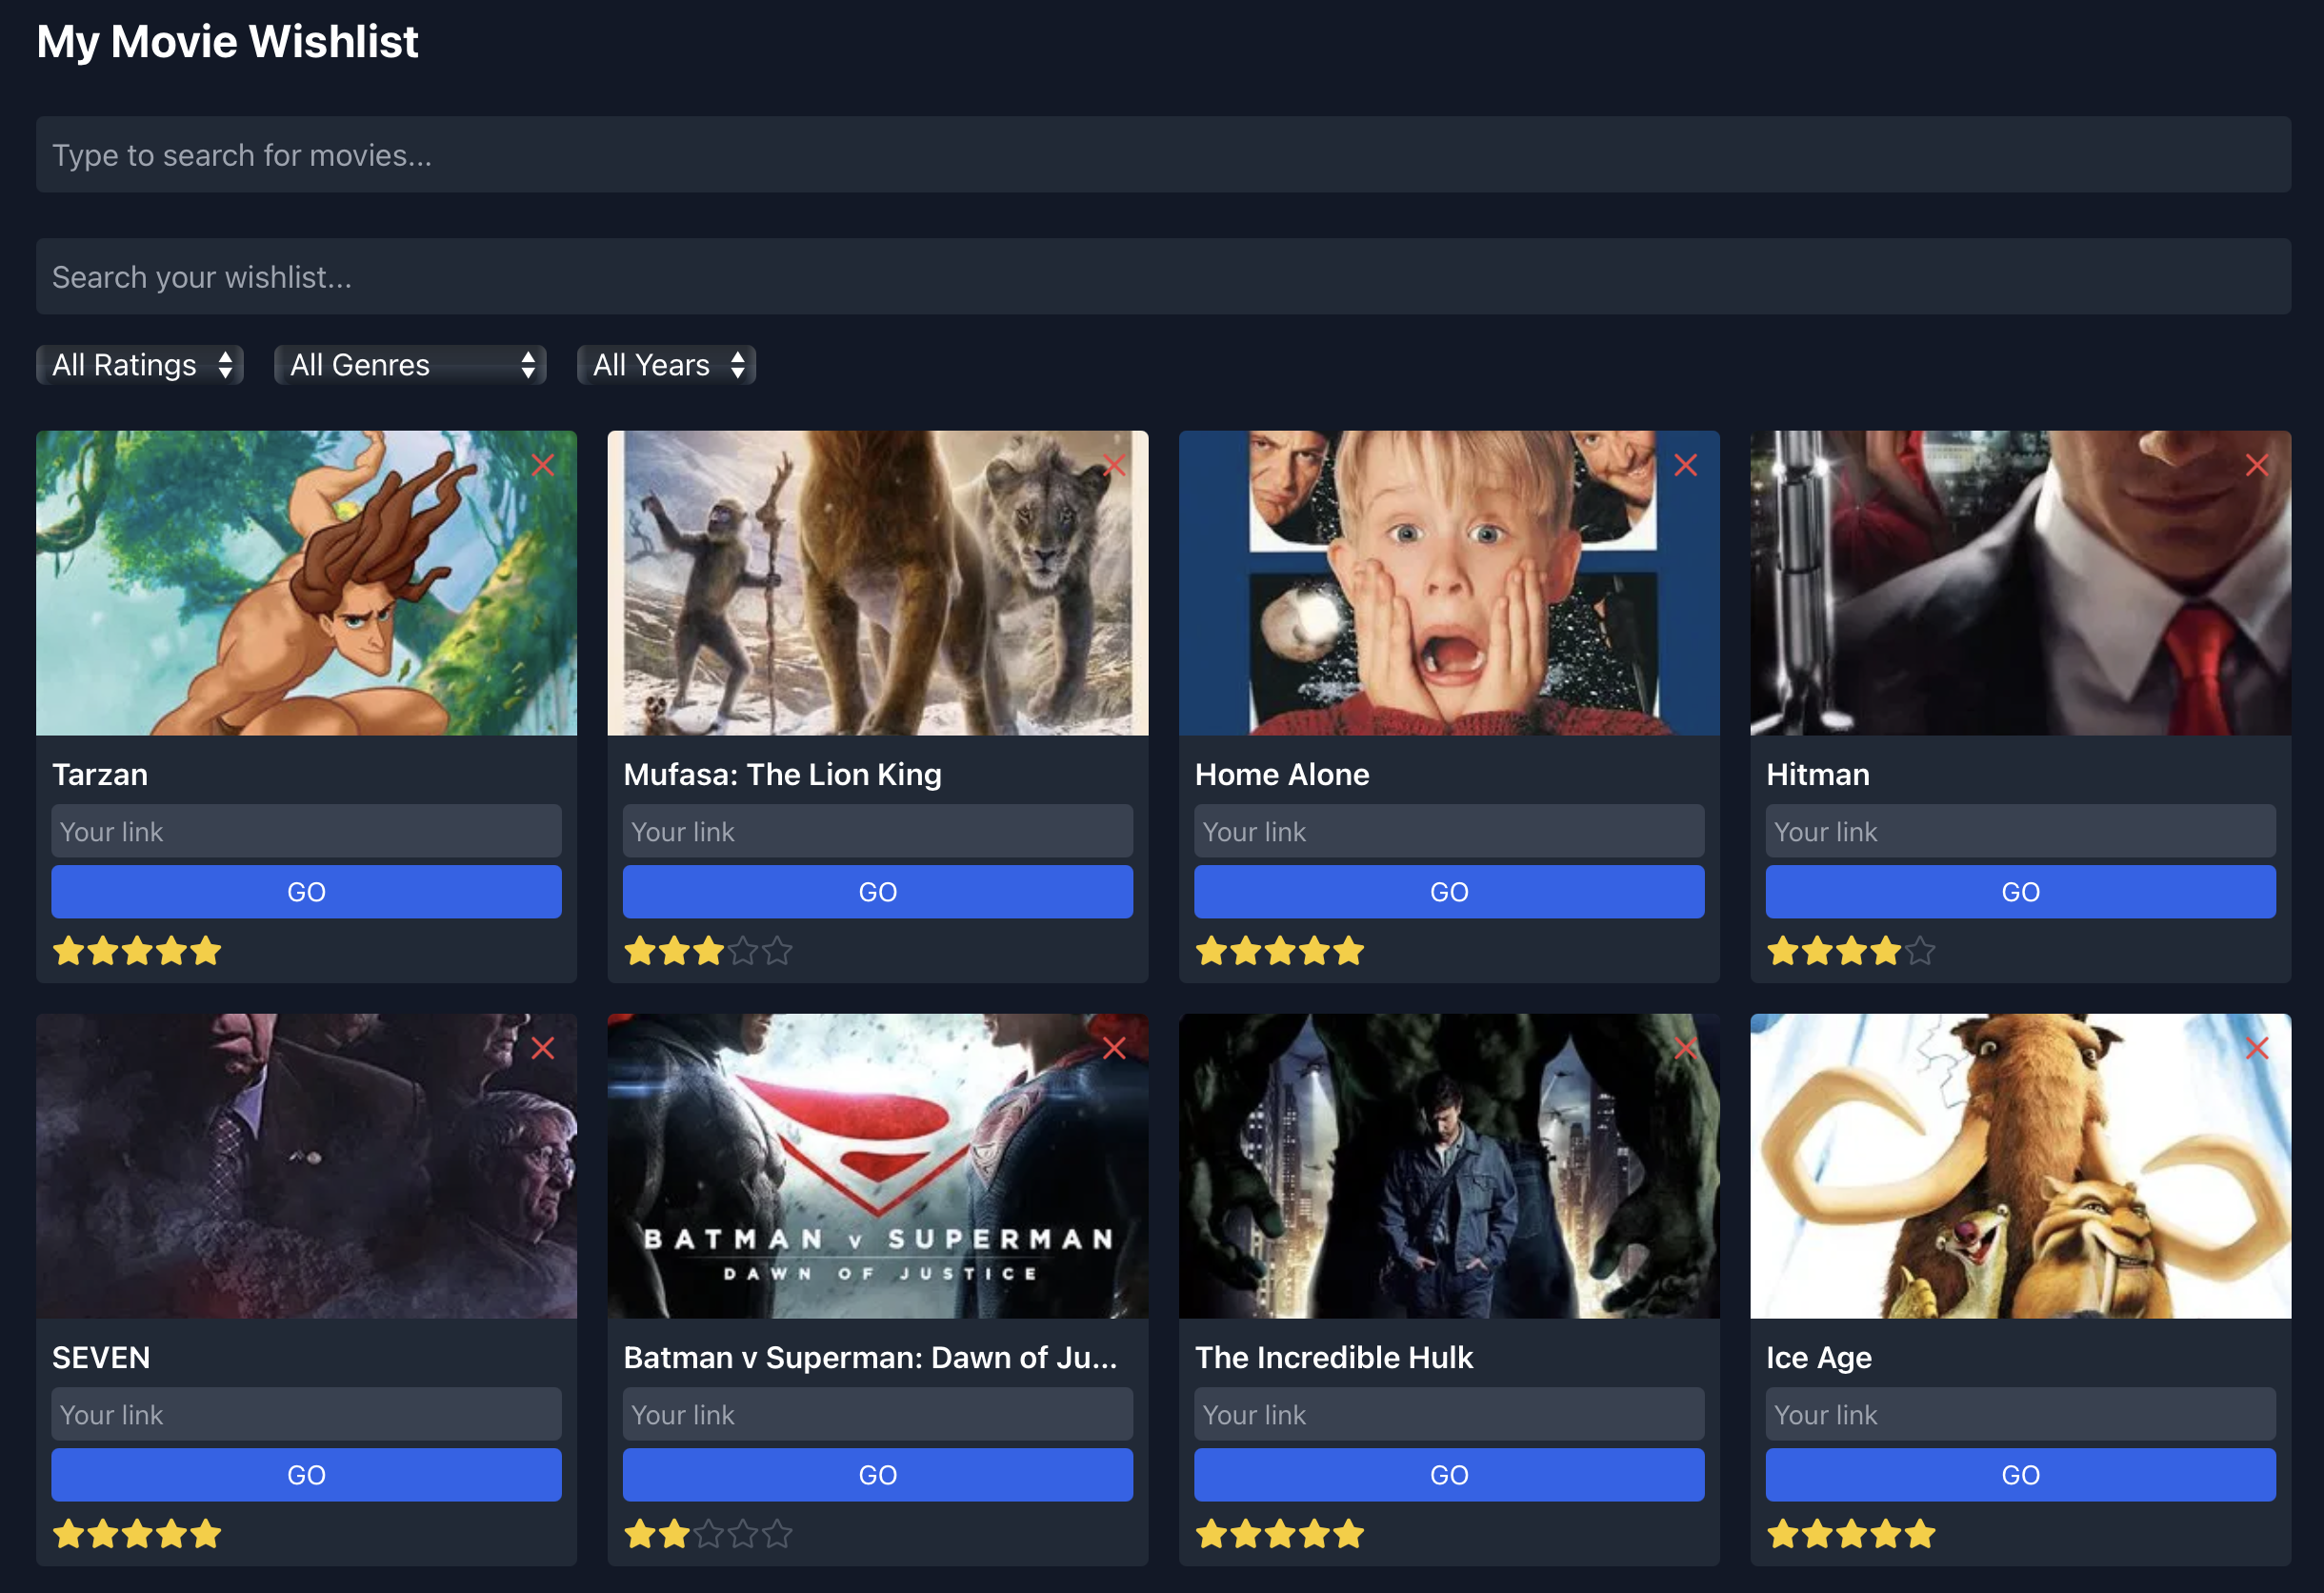 My Movie Wishlist
Type to search for movies...
Search your wishlist...
All Ratings All Genres All Years
Tarzan
Your link
GO
Mufasa: The Lion King
Your link
GO
Home Alone
Your link
GO
Hitman
Your link
GO
SEVEN
Your link
GO
BATMAN v SUPERMAN
DAWN OF JUSTICE
Batman v Superman: Dawn of Ju...
Your link
GO
The Incredible Hulk
Your link
GO
Ice Age
Your link
GO